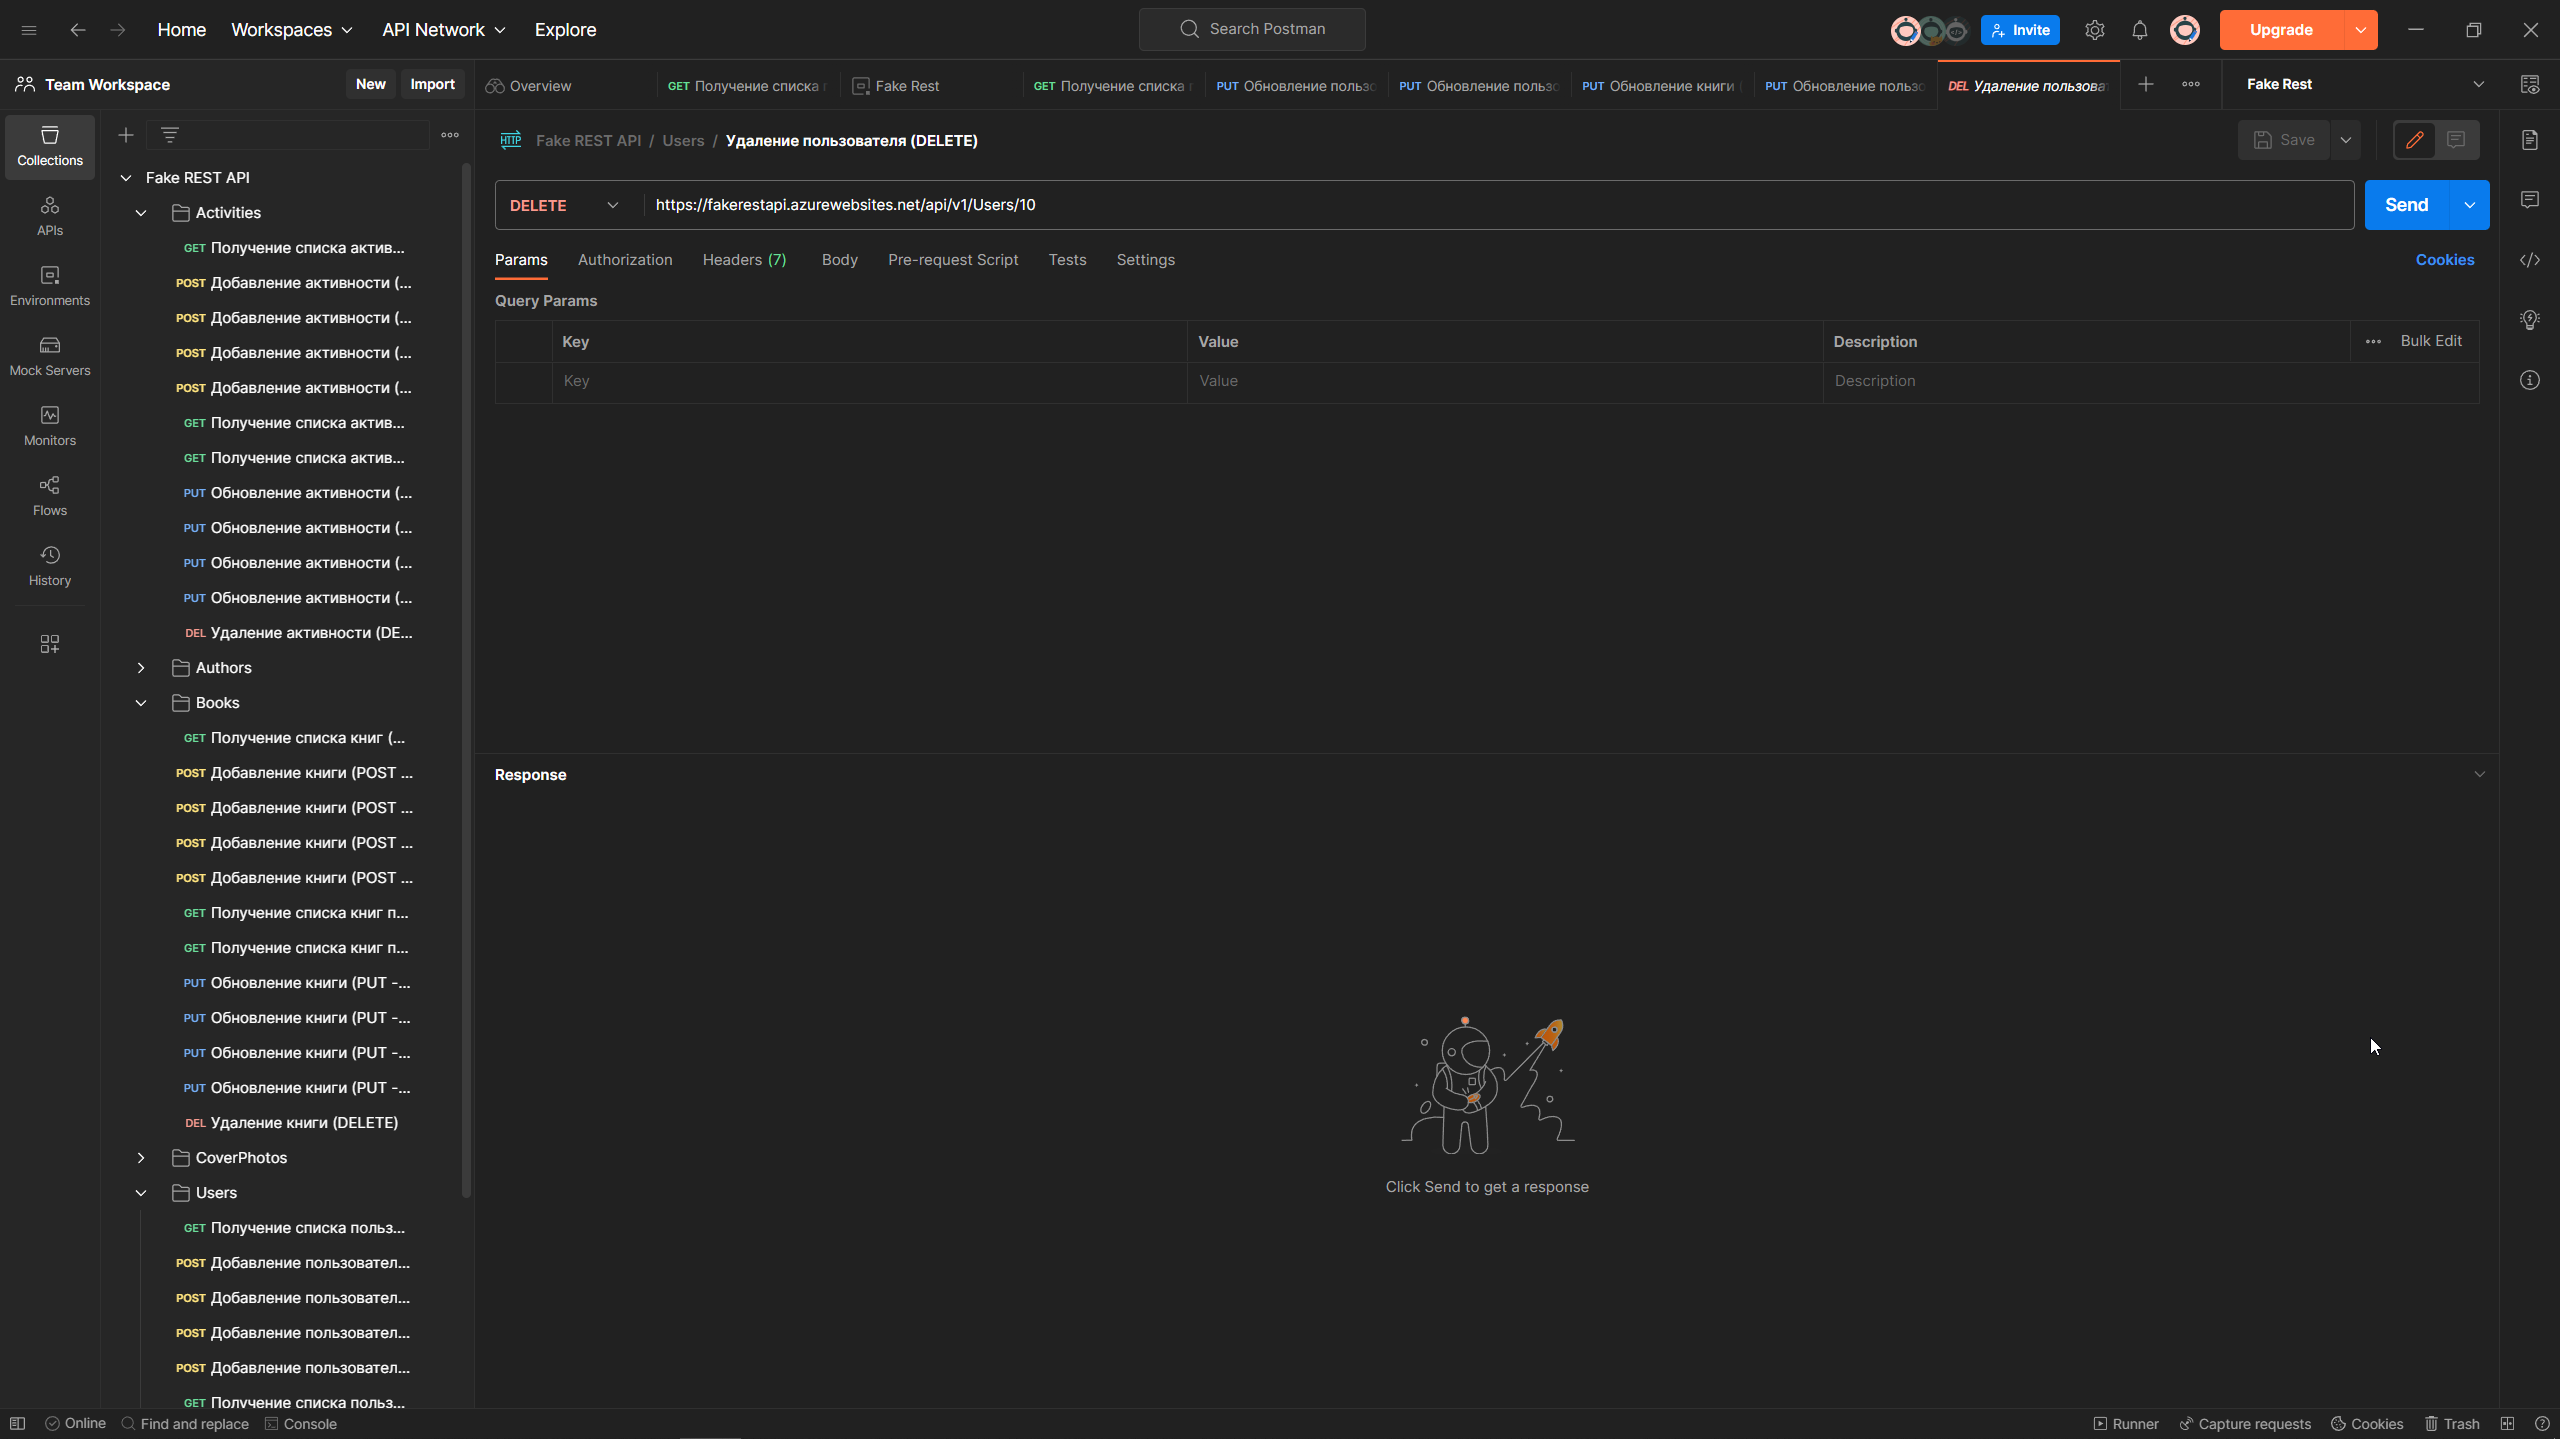 Home Workspaces API Network Explore Search Postman Invite Upgrade
Team Workspace New Import
Overview GET Получение списка Fake Rest GET Получение списка PUT Обновление PUT Обновление PUT Обновление книги PUT Обновление DEL Удаление Fake Rest
Collections
APIs
Environments
Mock Servers
Monitors
Flows
History
Fake REST API
Activities
GET Получение списка актив...
POST Добавление активности (...
POST Добавление активности (...
POST Добавление активности (...
POST Добавление активности (...
GET Получение списка актив...
GET Получение списка актив...
PUT Обновление активности (...
PUT Обновление активности (...
PUT Обновление активности (...
PUT Обновление активности (...
DEL Удаление активности (DE...
Authors
Books
GET Получение списка книг (...
POST Добавление книги (POST ...
POST Добавление книги (POST ...
POST Добавление книги (POST ...
POST Добавление книги (POST ...
GET Получение списка книг п...
GET Получение списка книг п...
PUT Обновление книги (PUT -...
PUT Обновление книги (PUT -...
PUT Обновление книги (PUT -...
PUT Обновление книги (PUT -...
DEL Удаление книги (DELETE)
CoverPhotos
Users
GET Получение списка польз...
POST Добавление пользовател...
POST Добавление пользовател...
POST Добавление пользовател...
POST Добавление пользовател...
GET Получение списка польз...
HTTP Fake REST API / Users / Удаление пользователя (DELETE) Save
DELETE https://fakerestapi.azurewebsites.net/api/v1/Users/10 Send
Params Authorization Headers (7) Body Pre-request Script Tests Settings Cookies
Query Params
Key Value Description Bulk Edit
Key Value Description
Response
Click Send to get a response
Online Find and replace Console Runner Capture requests Cookies Trash